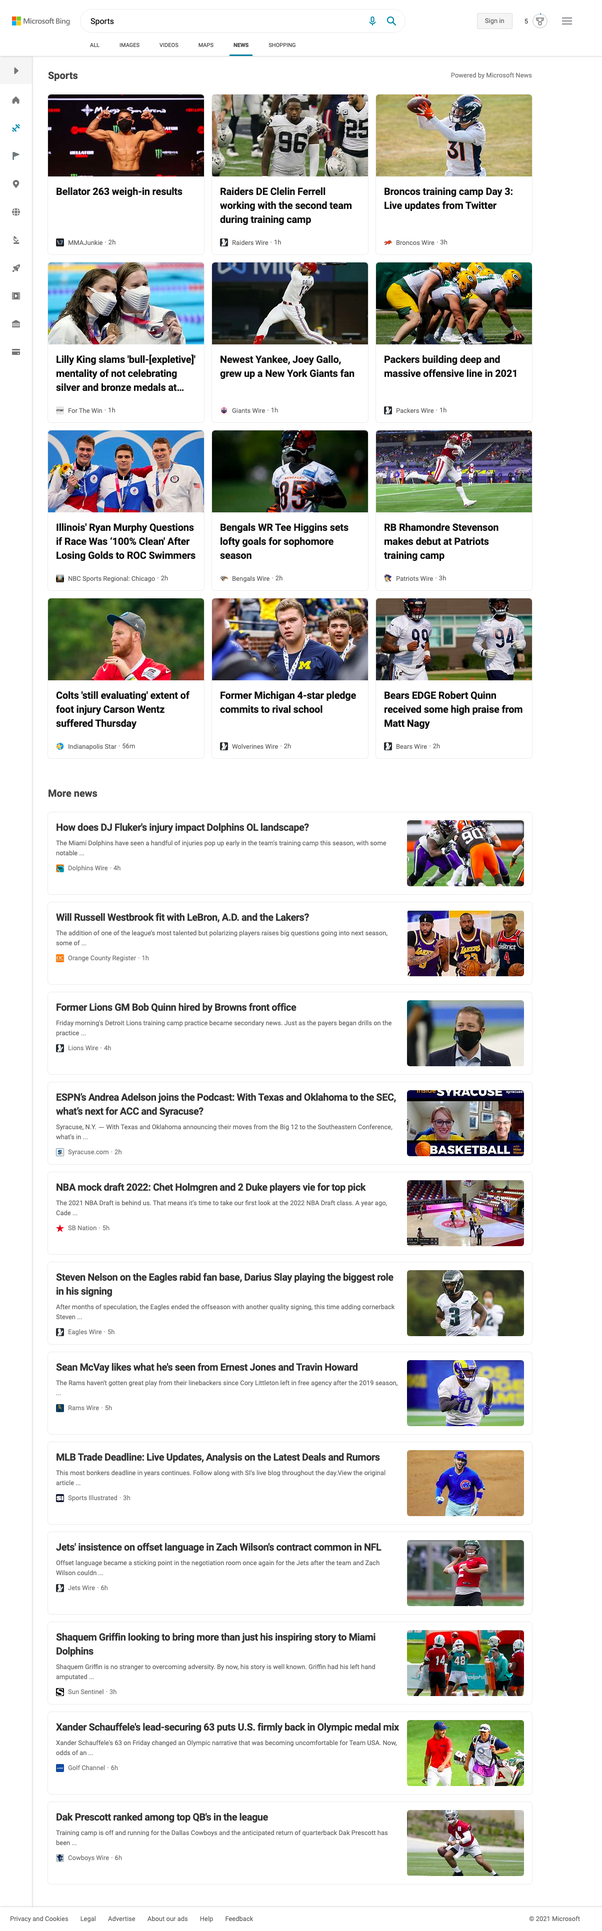 Microsoft Bing
Sports
Sign in
5
ALL IMAGES VIDEOS MAPS NEWS SHOPPING
Sports
Powered by Microsoft News
Bellator 263 weigh-in results
MMAJunkie · 2h
Raiders DE Clelin Ferrell
working with the second team
during training camp
Raiders Wire · 1h
Broncos training camp Day 3:
Live updates from Twitter
Broncos Wire · 3h
Lilly King slams 'bull-[expletive]'
mentality of not celebrating
silver and bronze medals at...
For The Win · 1h
Newest Yankee, Joey Gallo,
grew up a New York Giants fan
Giants Wire · 1h
Packers building deep and
massive offensive line in 2021
Packers Wire · 1h
Illinois' Ryan Murphy Questions
if Race Was '100% Clean' After
Losing Golds to ROC Swimmers
NBC Sports Regional: Chicago · 2h
Bengals WR Tee Higgins sets
lofty goals for sophomore
season
Bengals Wire · 2h
RB Rhamondre Stevenson
makes debut at Patriots
training camp
Patriots Wire · 3h
Colts 'still evaluating' extent of
foot injury Carson Wentz
suffered Thursday
Indianapolis Star · 56m
Former Michigan 4-star pledge
commits to rival school
Wolverines Wire · 2h
Bears EDGE Robert Quinn
received some high praise from
Matt Nagy
Bears Wire · 2h
More news
How does DJ Fluker's injury impact Dolphins OL landscape?
The Miami Dolphins have seen a handful of injuries pop up early in the team's training camp this season, with some
notable ...
Dolphins Wire · 4h
Will Russell Westbrook fit with LeBron, A.D. and the Lakers?
The addition of one of the league's most talented but polarizing players raises big questions going into next season,
some of ...
Orange County Register · 1h
Former Lions GM Bob Quinn hired by Browns front office
Friday morning's Detroit Lions training camp practice became secondary news. Just as the payers began drills on the
practice ...
Lions Wire · 4h
ESPN's Andrea Adelson joins the Podcast: With Texas and Oklahoma to the SEC,
what's next for ACC and Syracuse?
Syracuse, N.Y. — With Texas and Oklahoma announcing their moves from the Big 12 to the Southeastern Conference,
what's in ...
Syracuse.com · 2h
SYRACUSE
BASKETBALL
NBA mock draft 2022: Chet Holmgren and 2 Duke players vie for top pick
The 2021 NBA Draft is behind us. That means it's time to take our first look at the 2022 NBA Draft class. A year ago,
Cade ...
SB Nation · 5h
Steven Nelson on the Eagles rabid fan base, Darius Slay playing the biggest role
in his signing
After months of speculation, the Eagles ended the offseason with another quality signing, this time adding cornerback
Steven ...
Eagles Wire · 5h
Sean McVay likes what he's seen from Ernest Jones and Travin Howard
The Rams haven't gotten great play from their linebackers since Cory Littleton left in free agency after the 2019 season,
...
Rams Wire · 5h
MLB Trade Deadline: Live Updates, Analysis on the Latest Deals and Rumors
This most bonkers deadline in years continues. Follow along with SI's live blog throughout the day.View the original
article ...
Sports Illustrated · 3h
Jets' insistence on offset language in Zach Wilson's contract common in NFL
Offset language became a sticking point in the negotiation room once again for the Jets after the team and Zach
Wilson couldn ...
Jets Wire · 6h
Shaquem Griffin looking to bring more than just his inspiring story to Miami
Dolphins
Shaquem Griffin is no stranger to overcoming adversity. By now, his story is well known. Griffin had his left hand
amputated ...
Sun Sentinel · 3h
Xander Schauffele's lead-securing 63 puts U.S. firmly back in Olympic medal mix
Xander Schauffele's 63 on Friday changed an Olympic narrative that was becoming uncomfortable for Team USA. Now,
odds of an ...
Golf Channel · 6h
Dak Prescott ranked among top QB's in the league
Training camp is off and running for the Dallas Cowboys and the anticipated return of quarterback Dak Prescott has
been ...
Cowboys Wire · 6h
Privacy and Cookies Legal Advertise About our ads Help Feedback
© 2021 Microsoft